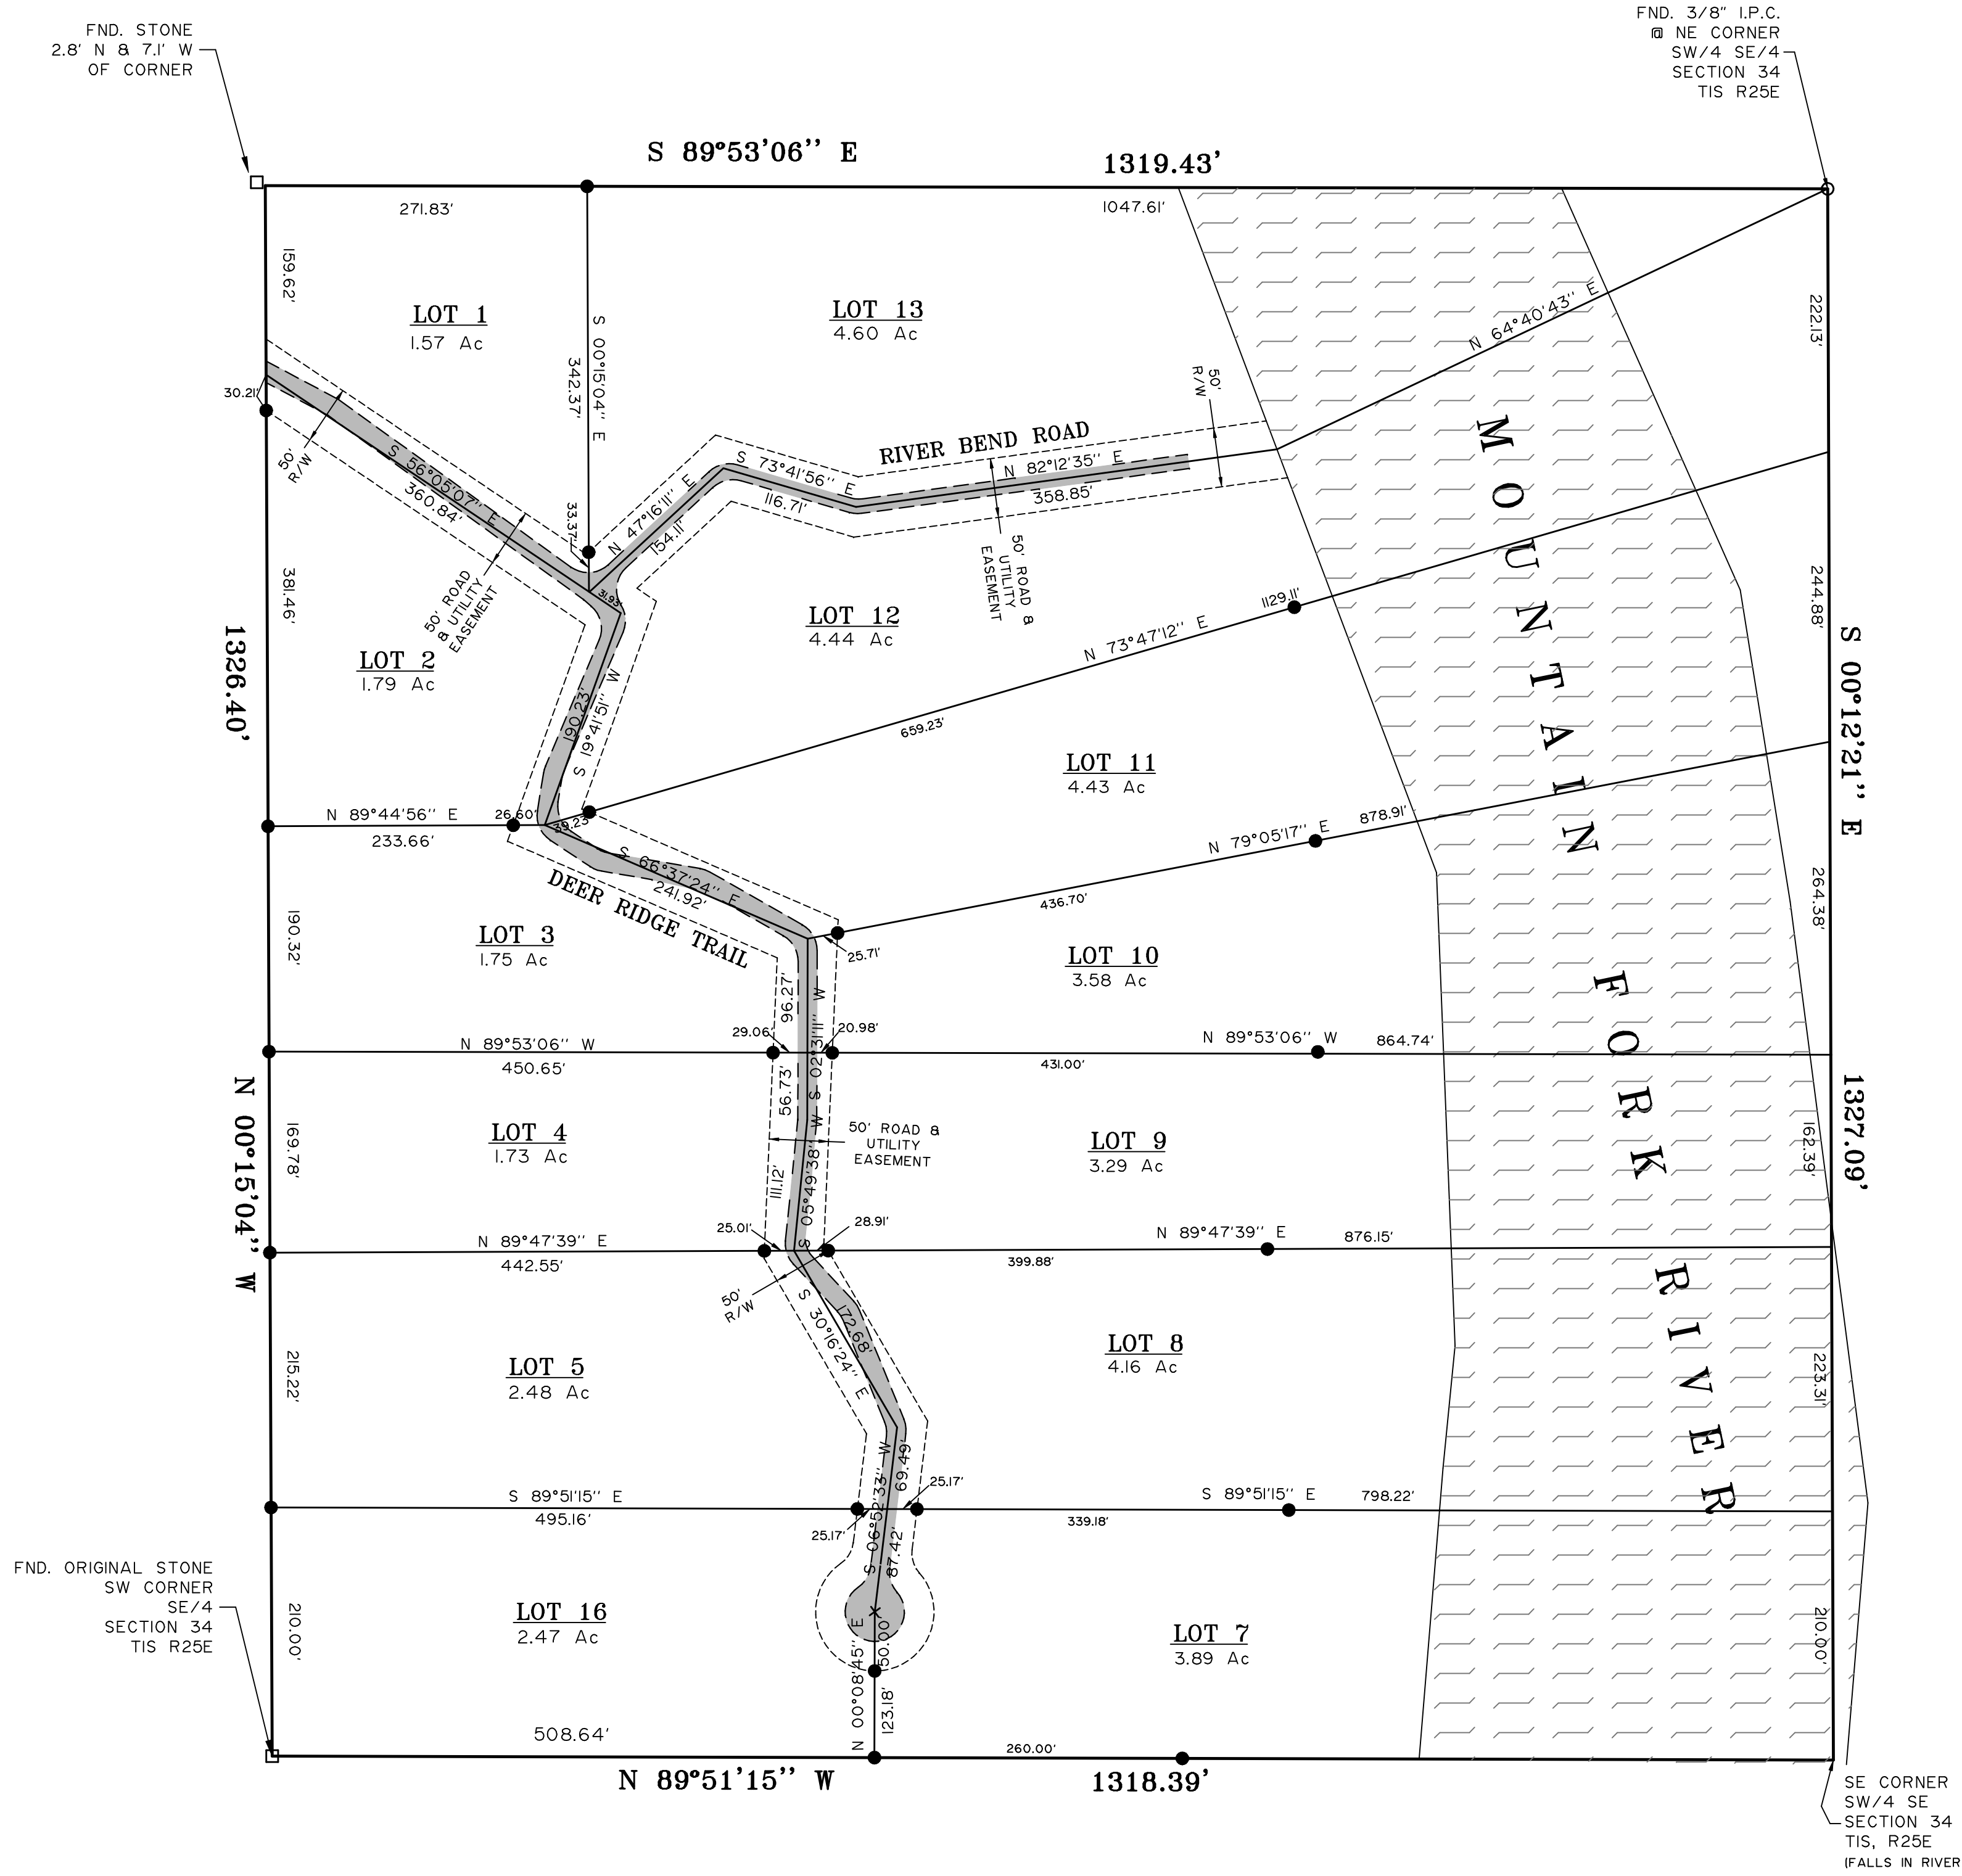 FND. STONE
2.8' N & 7.1' W
OF CORNER
FND. 3/8" I.P.C.
@ NE CORNER
SW/4 SE/4
SECTION 34
T1S R25E
S 89°53'06'' E
1319.43'
271.83'
1047.61'
159.62'
LOT 1
1.57 Ac
S 00°15'04'' E
342.37'
LOT 13
4.60 Ac
N 64°40'43'' E
222.13'
30.21'
50'
R/W
S 56°05'07" E
360.84'
33.37'
N 47°16'11'' E
154.11'
S 73°41'56'' E
116.71'
RIVER BEND ROAD
N 82°12'35'' E
358.85'
50'
R/W
50' ROAD &
UTILITY
EASEMENT
50' ROAD
& UTILITY
EASEMENT
31.93'
381.46'
1326.40'
LOT 2
1.79 Ac
190.23'
S 19°41'51'' W
LOT 12
4.44 Ac
1129.11'
N 73°47'12'' E
659.23'
244.88'
S 00°12'21'' E
LOT 11
4.43 Ac
N 89°44'56'' E
233.66'
26.60'
39.23'
S 66°37'24'' E
241.92'
DEER RIDGE TRAIL
N 79°05'17'' E
878.91'
436.70'
25.71'
264.38'
190.32'
LOT 3
1.75 Ac
LOT 10
3.58 Ac
96.27'
29.06'
20.98'
S 02°31'11'' W
N 89°53'06'' W
450.65'
N 89°53'06'' W
864.74'
431.00'
56.73'
N 00°15'04'' W
169.78'
LOT 4
1.73 Ac
50' ROAD &
UTILITY
EASEMENT
LOT 9
3.29 Ac
162.39'
1327.09'
111.12'
S 05°49'38'' W
25.01'
28.91'
N 89°47'39'' E
442.55'
N 89°47'39'' E
876.15'
399.88'
50'
R/W
S 30°16'24'' E
172.68'
215.22'
LOT 5
2.48 Ac
LOT 8
4.16 Ac
223.31'
MOUNTAIN FORK RIVER
S 06°52'33'' W
69.49'
25.17'
25.17'
S 89°51'15'' E
495.16'
S 89°51'15'' E
798.22'
339.18'
87.42'
FND. ORIGINAL STONE
SW CORNER
SE/4
SECTION 34
T1S R25E
210.00'
LOT 16
2.47 Ac
N 00°08'45'' E
50.00'
123.18'
LOT 7
3.89 Ac
210.00'
508.64'
260.00'
N 89°51'15'' W
1318.39'
SE CORNER
SW/4 SE
SECTION 34
T1S, R25E
(FALLS IN RIVER